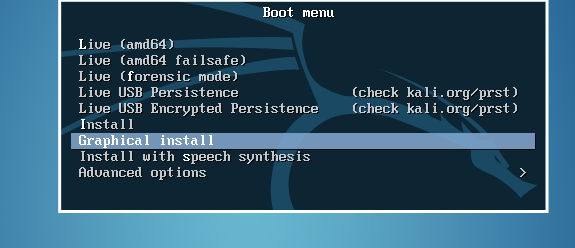 Boot menu
Live (amd64)
Live (amd64 failsafe)
Live (forensic mode)
Live USB Persistence (check kali.org/prst)
Live USB Encrypted Persistence (check kali.org/prst)
Install
Graphical install
Install with speech synthesis
Advanced options >